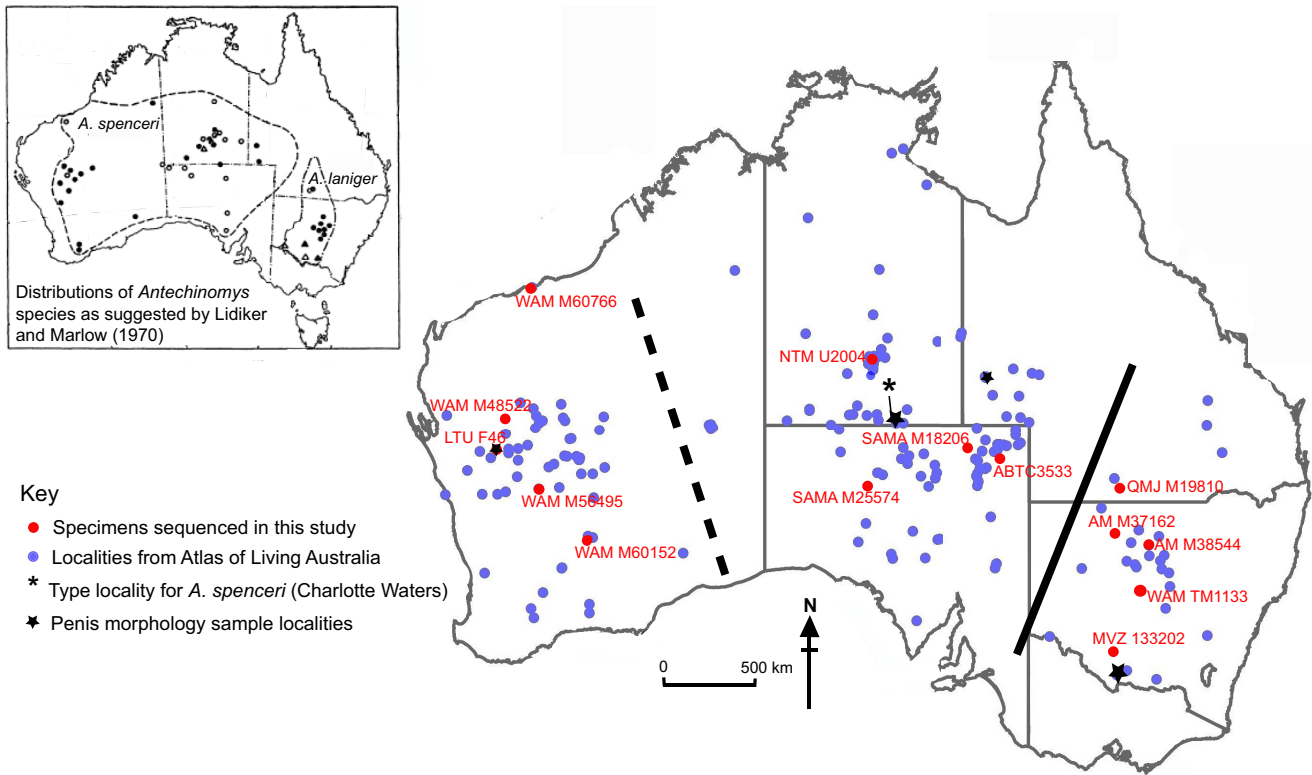 A. spenceri
A. laniger
Distributions of Antechinomys
species as suggested by Lidiker
and Marlow (1970)
WAM M60766
NTM U2004
*
WAM M48522
LTU F46
SAMA M18206
ABTC3533
SAMA M25574
WAM M56495
QMJ M19810
Key
Specimens sequenced in this study
AM M37162
AM M38544
WAM M60152
Localities from Atlas of Living Australia
* Type locality for A. spenceri (Charlotte Waters)
WAM TM1133
N
Penis morphology sample localities
MVZ 133202
0 500 km